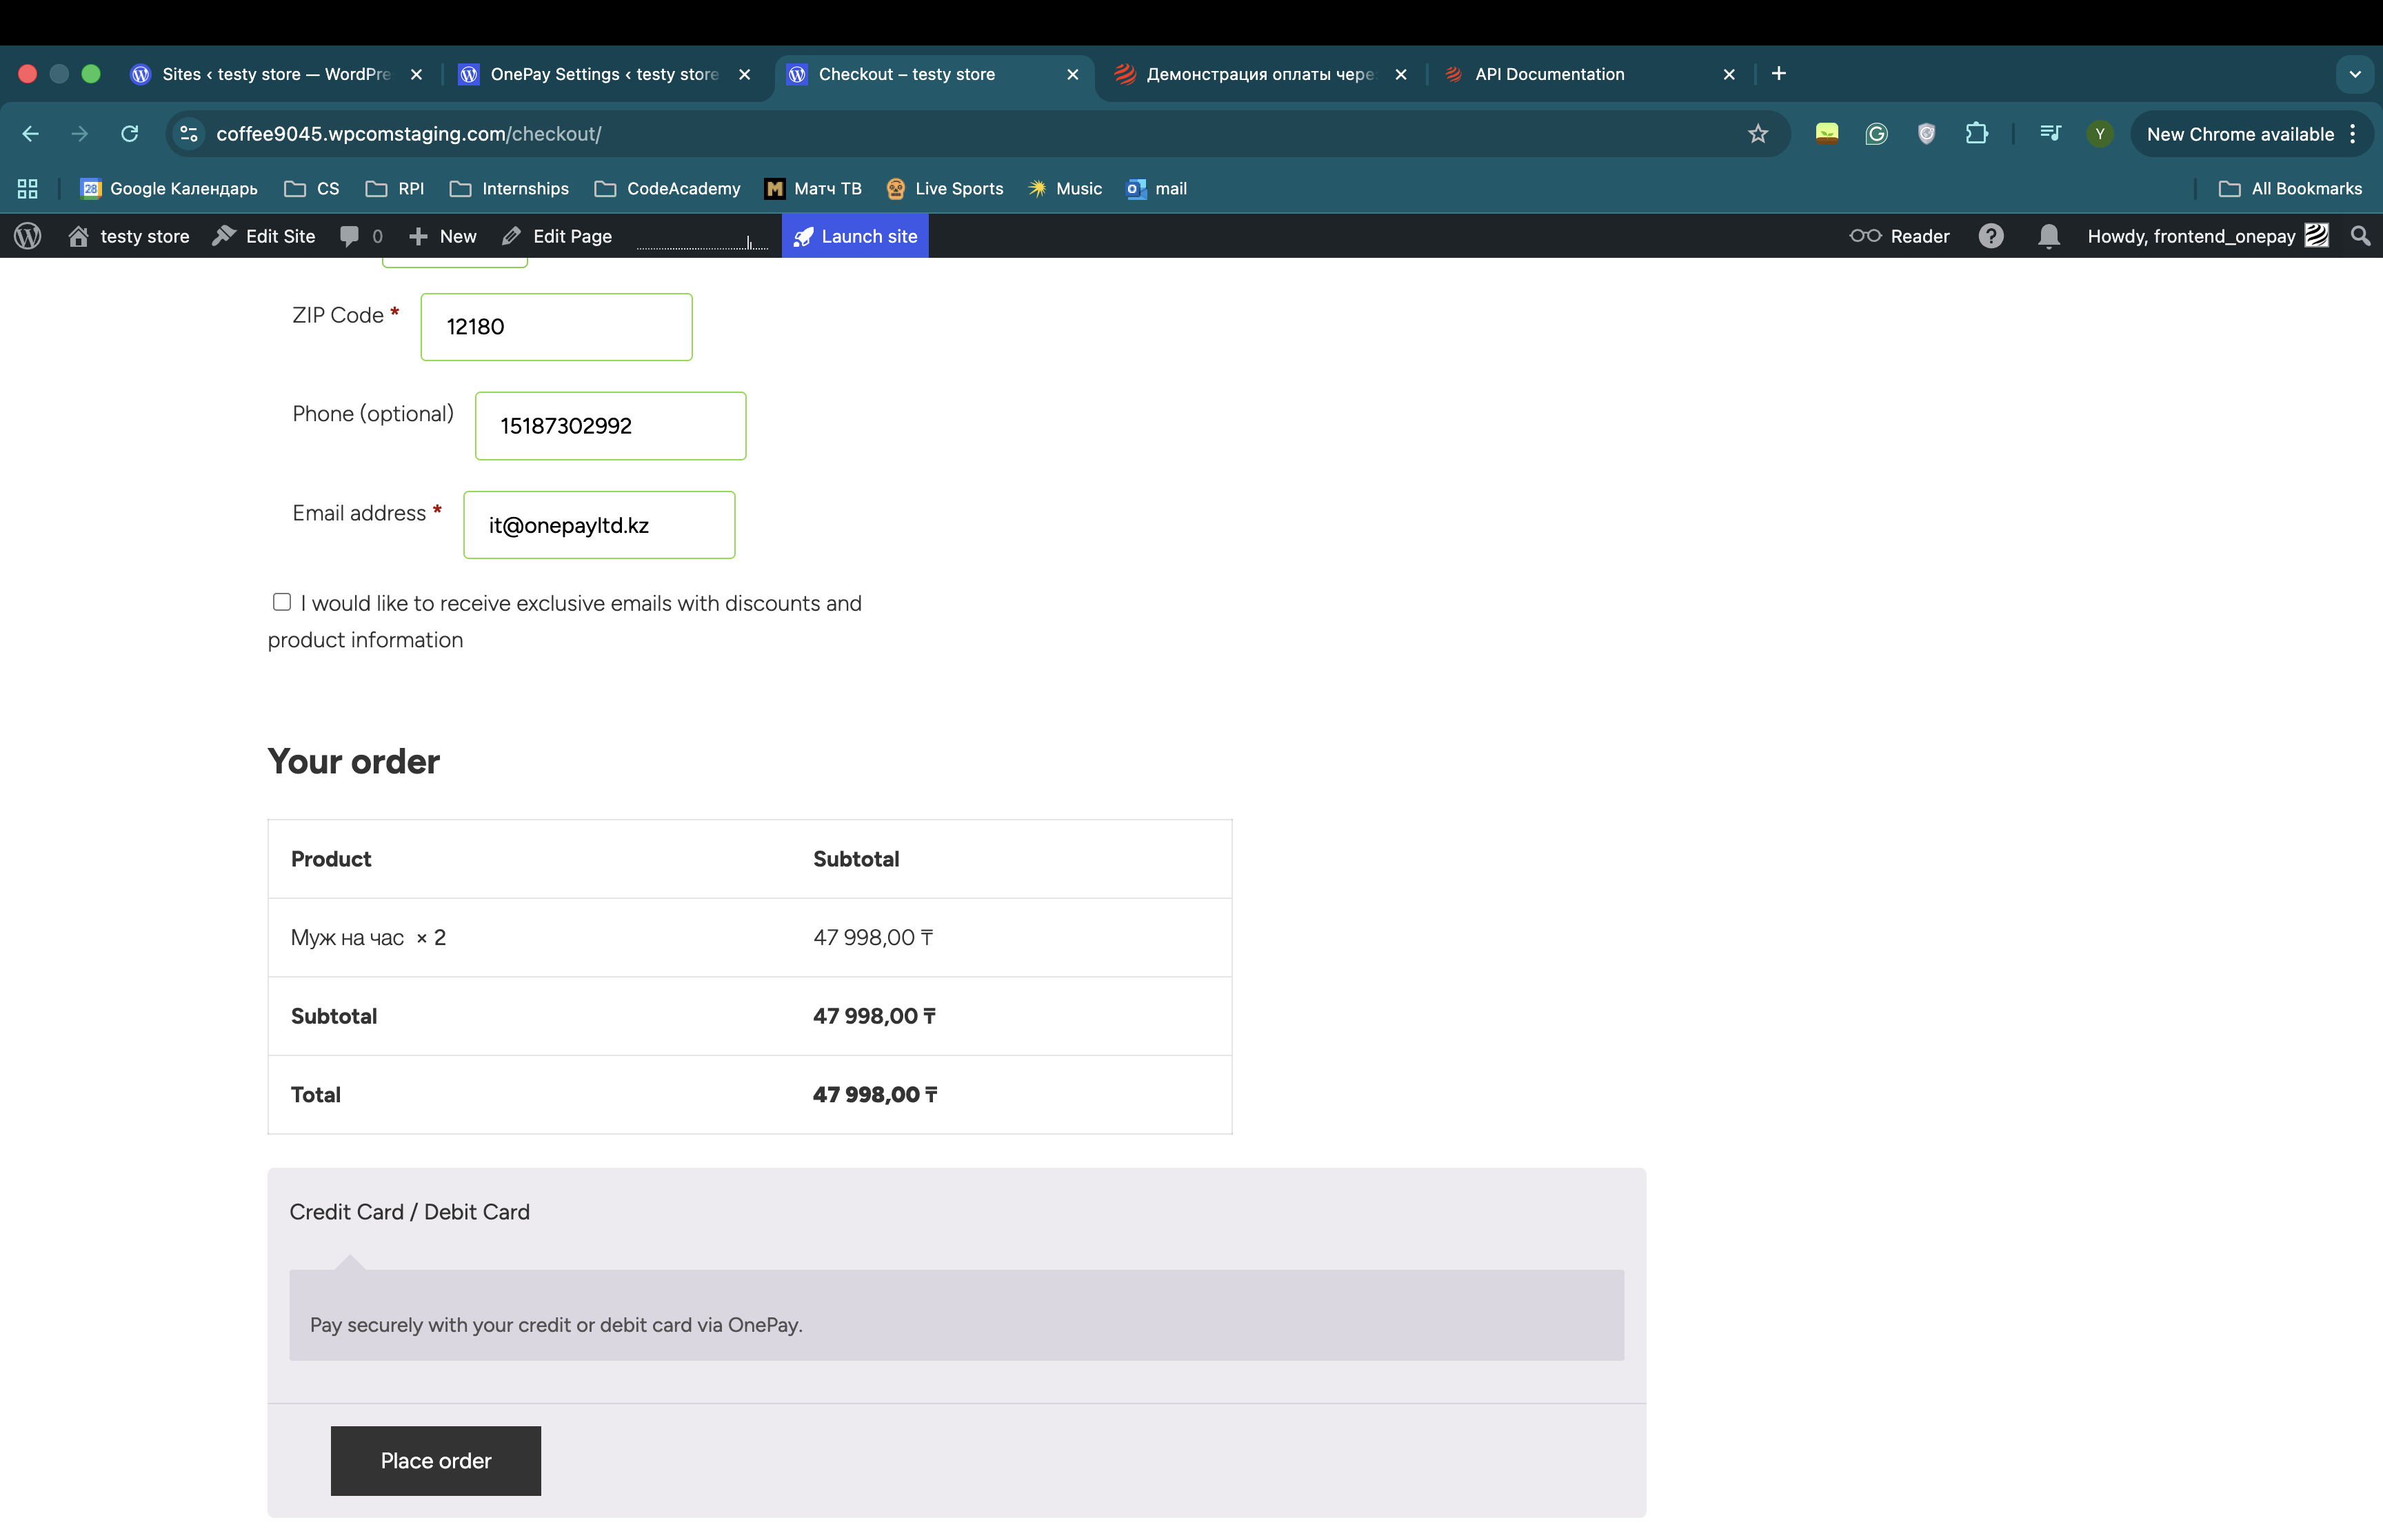 Sites ‹ testy store — WordPre
OnePay Settings ‹ testy store
Checkout – testy store
Демонстрация оплаты чере
API Documentation
coffee9045.wpcomstaging.com/checkout/
Y
New Chrome available
28 Google Календарь
CS
RPI
Internships
CodeAcademy
M Матч ТВ
Live Sports
Music
mail
All Bookmarks
testy store
Edit Site
0
New
Edit Page
Launch site
Reader
Howdy, frontend_onepay
ZIP Code *
12180
Phone (optional)
15187302992
Email address *
it@onepayltd.kz
I would like to receive exclusive emails with discounts and
product information
Your order
Product Subtotal
Муж на час × 2 47 998,00 ₸
Subtotal 47 998,00 ₸
Total 47 998,00 ₸
Credit Card / Debit Card
Pay securely with your credit or debit card via OnePay.
Place order